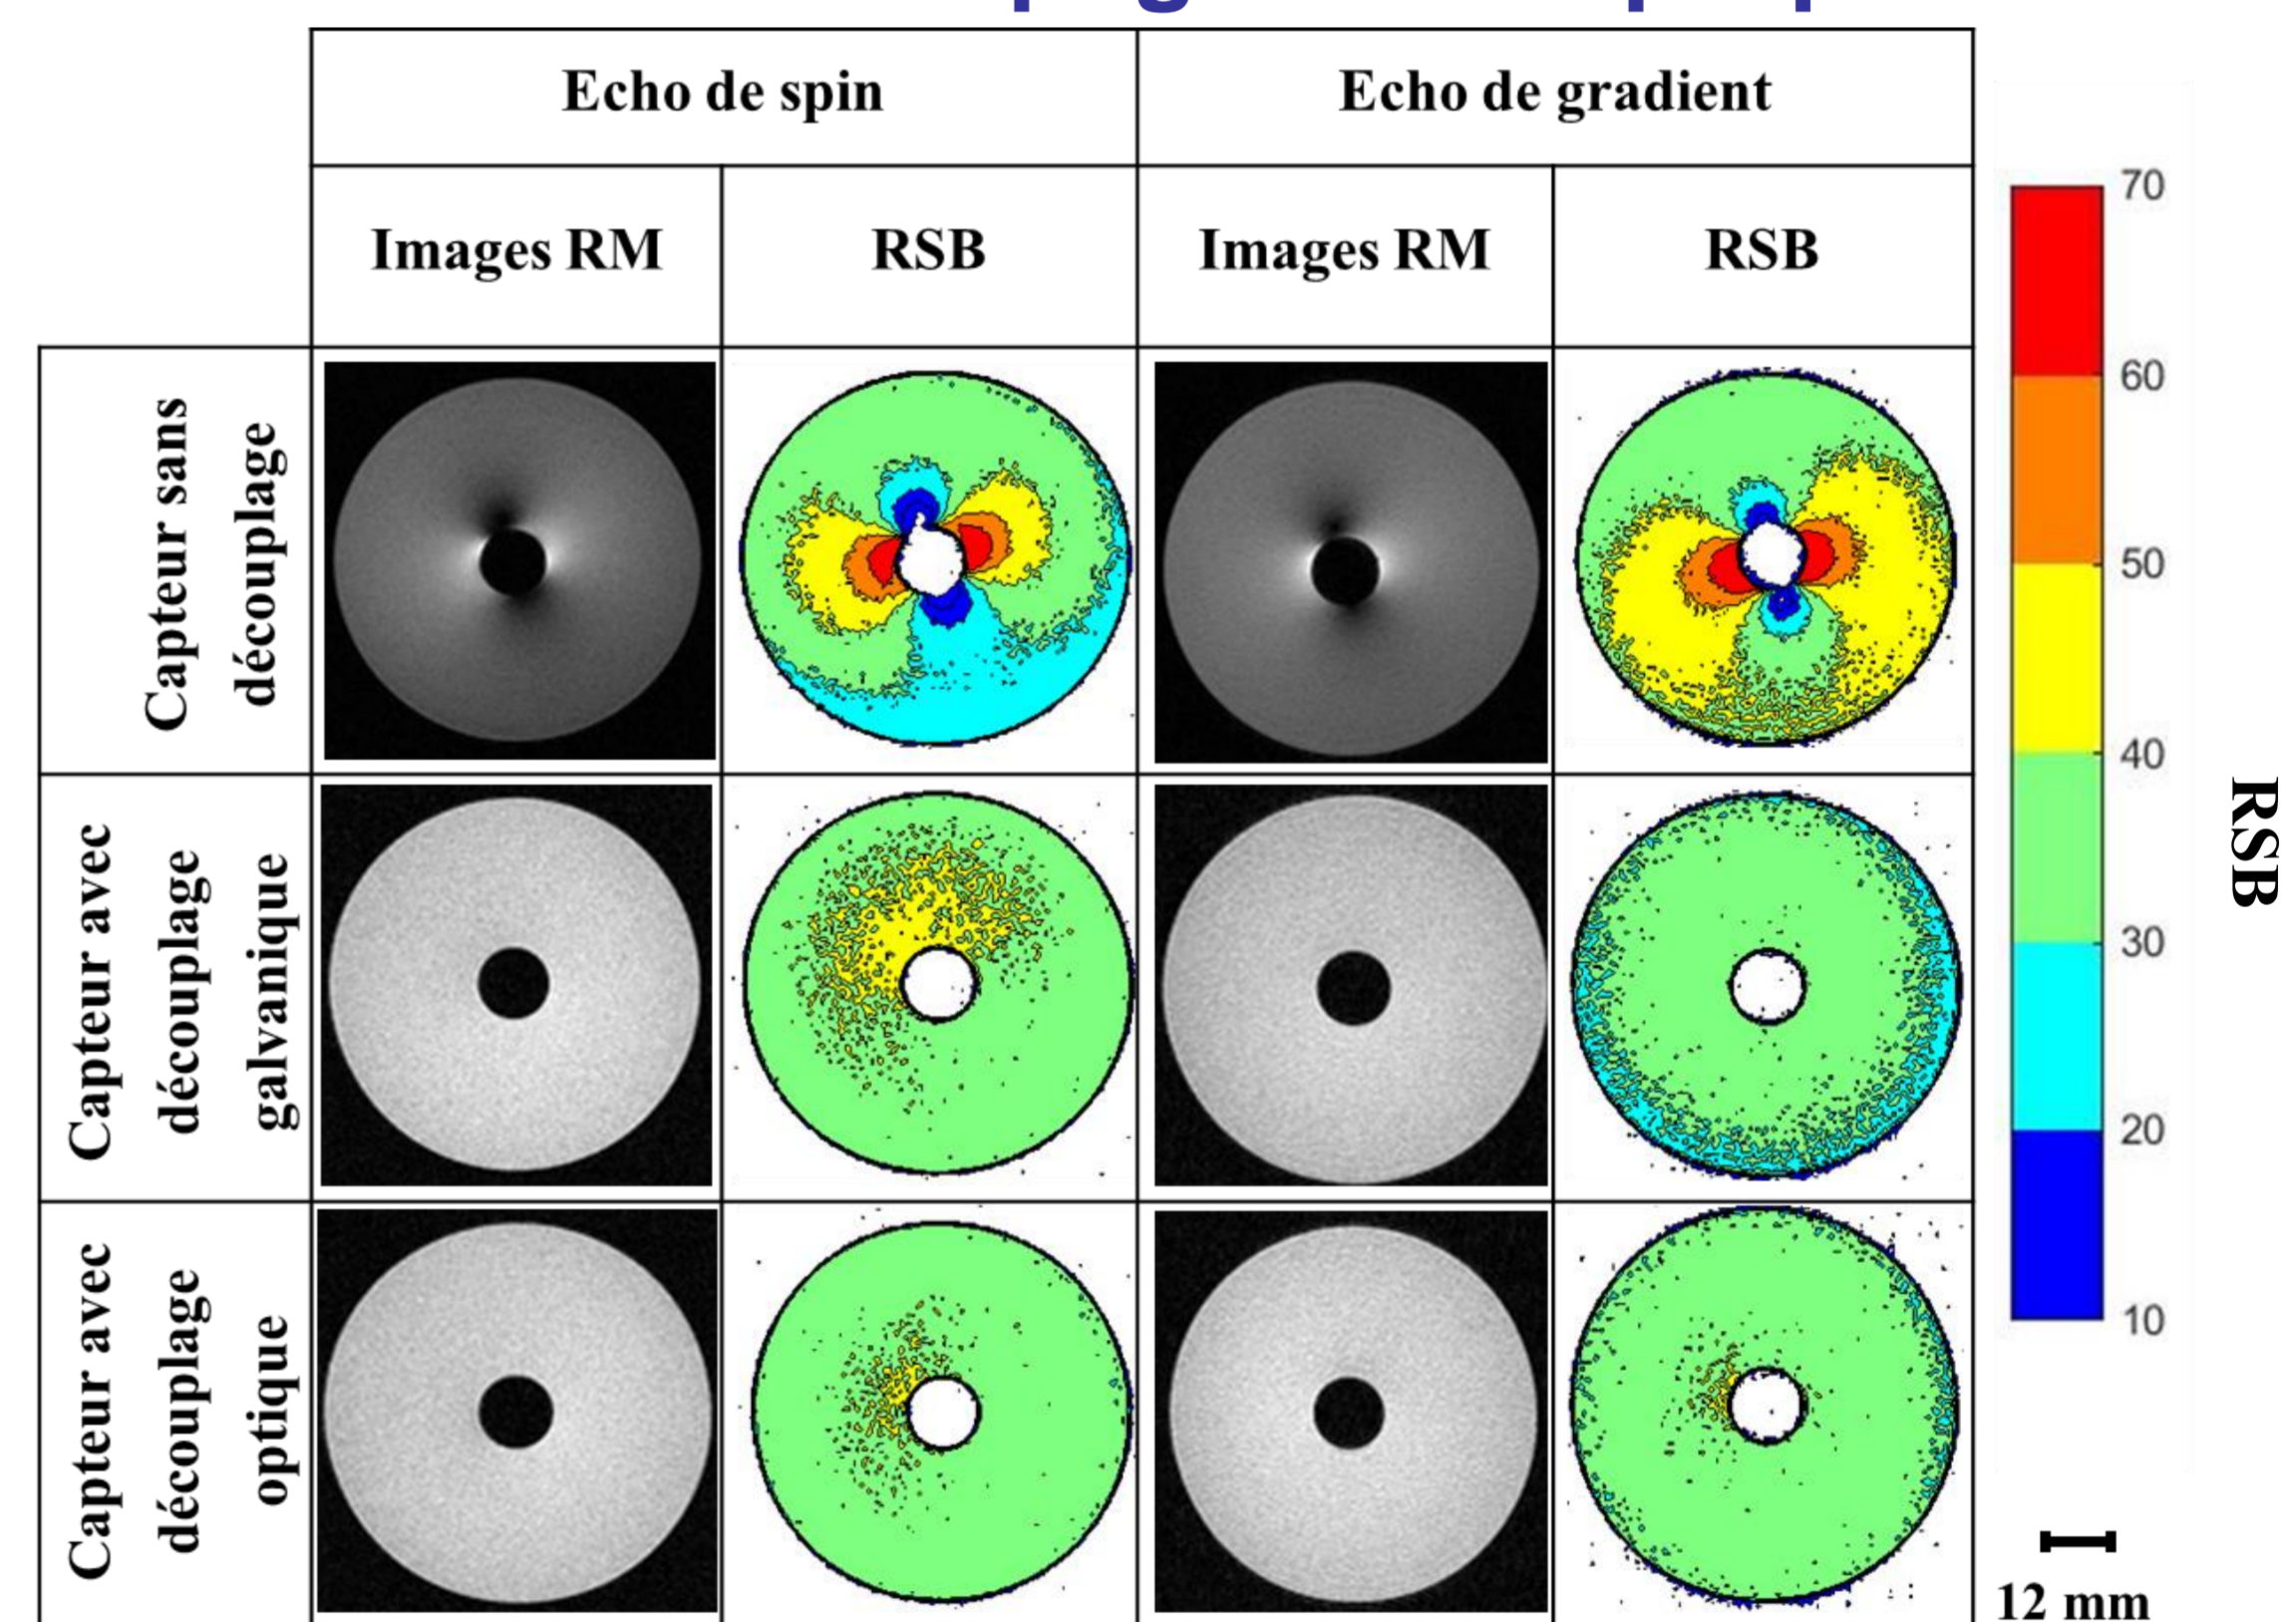 Echo de spin
Echo de gradient
Images RM
RSB
Images RM
RSB
Capteur sans
découplage
Capteur avec
découplage
galvanique
Capteur avec
découplage
optique
70
60
50
40
30
20
10
RSB
12 mm